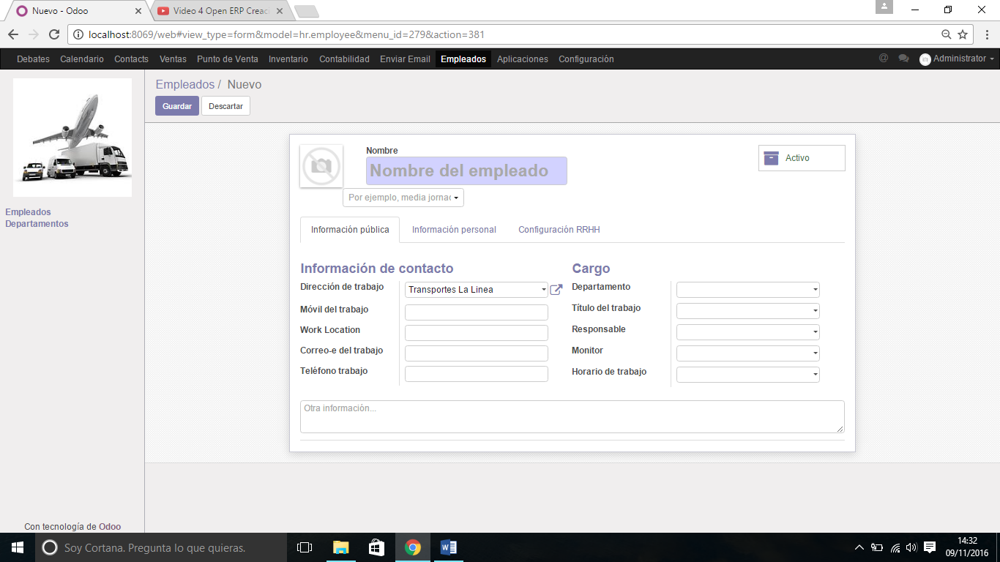 Nuevo - Odoo
Video 4 Open ERP Creaci
localhost:8069/web#view_type=form&model=hr.employee&menu_id=279&action=381
Debates Calendario Contacts Ventas Punto de Venta Inventario Contabilidad Enviar Email Empleados Aplicaciones Configuración @ Administrator
Empleados / Nuevo
Guardar Descartar
Empleados
Departamentos
Nombre
Nombre del empleado
Activo
Por ejemplo, media jornac
Información pública Información personal Configuración RRHH
Información de contacto
Dirección de trabajo Transportes La Linea
Móvil del trabajo
Work Location
Correo-e del trabajo
Teléfono trabajo
Cargo
Departamento
Título del trabajo
Responsable
Monitor
Horario de trabajo
Otra información...
Con tecnología de Odoo
Soy Cortana. Pregunta lo que quieras.
14:32
09/11/2016